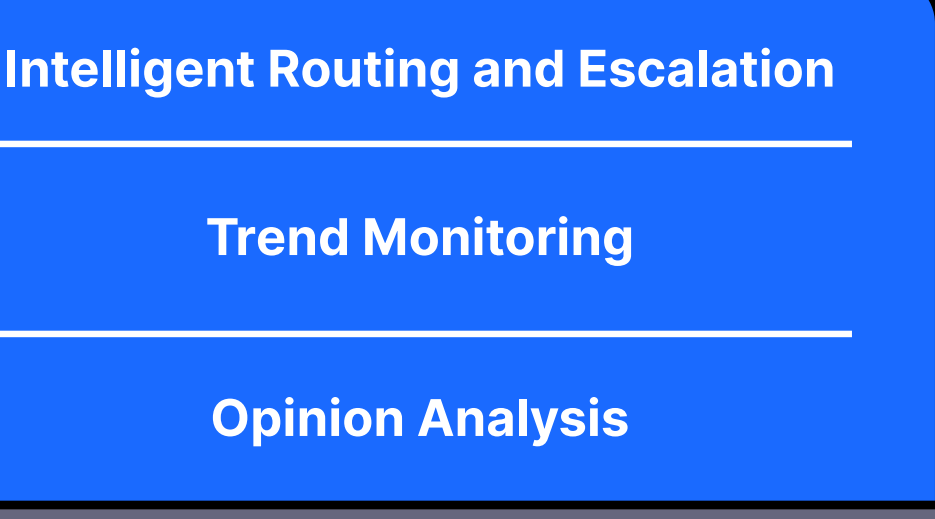 Intelligent Routing and Escalation
Trend Monitoring
Opinion Analysis